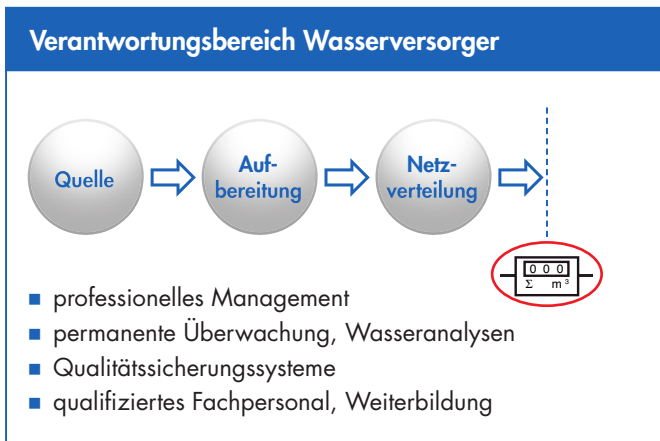 Verantwortungsbereich Wasserversorger
Quelle
Auf-
bereitung
Netz-
verteilung
0 0 0
Σ m³
professionelles Management
permanente Überwachung, Wasseranalysen
Qualitätssicherungssysteme
qualifiziertes Fachpersonal, Weiterbildung